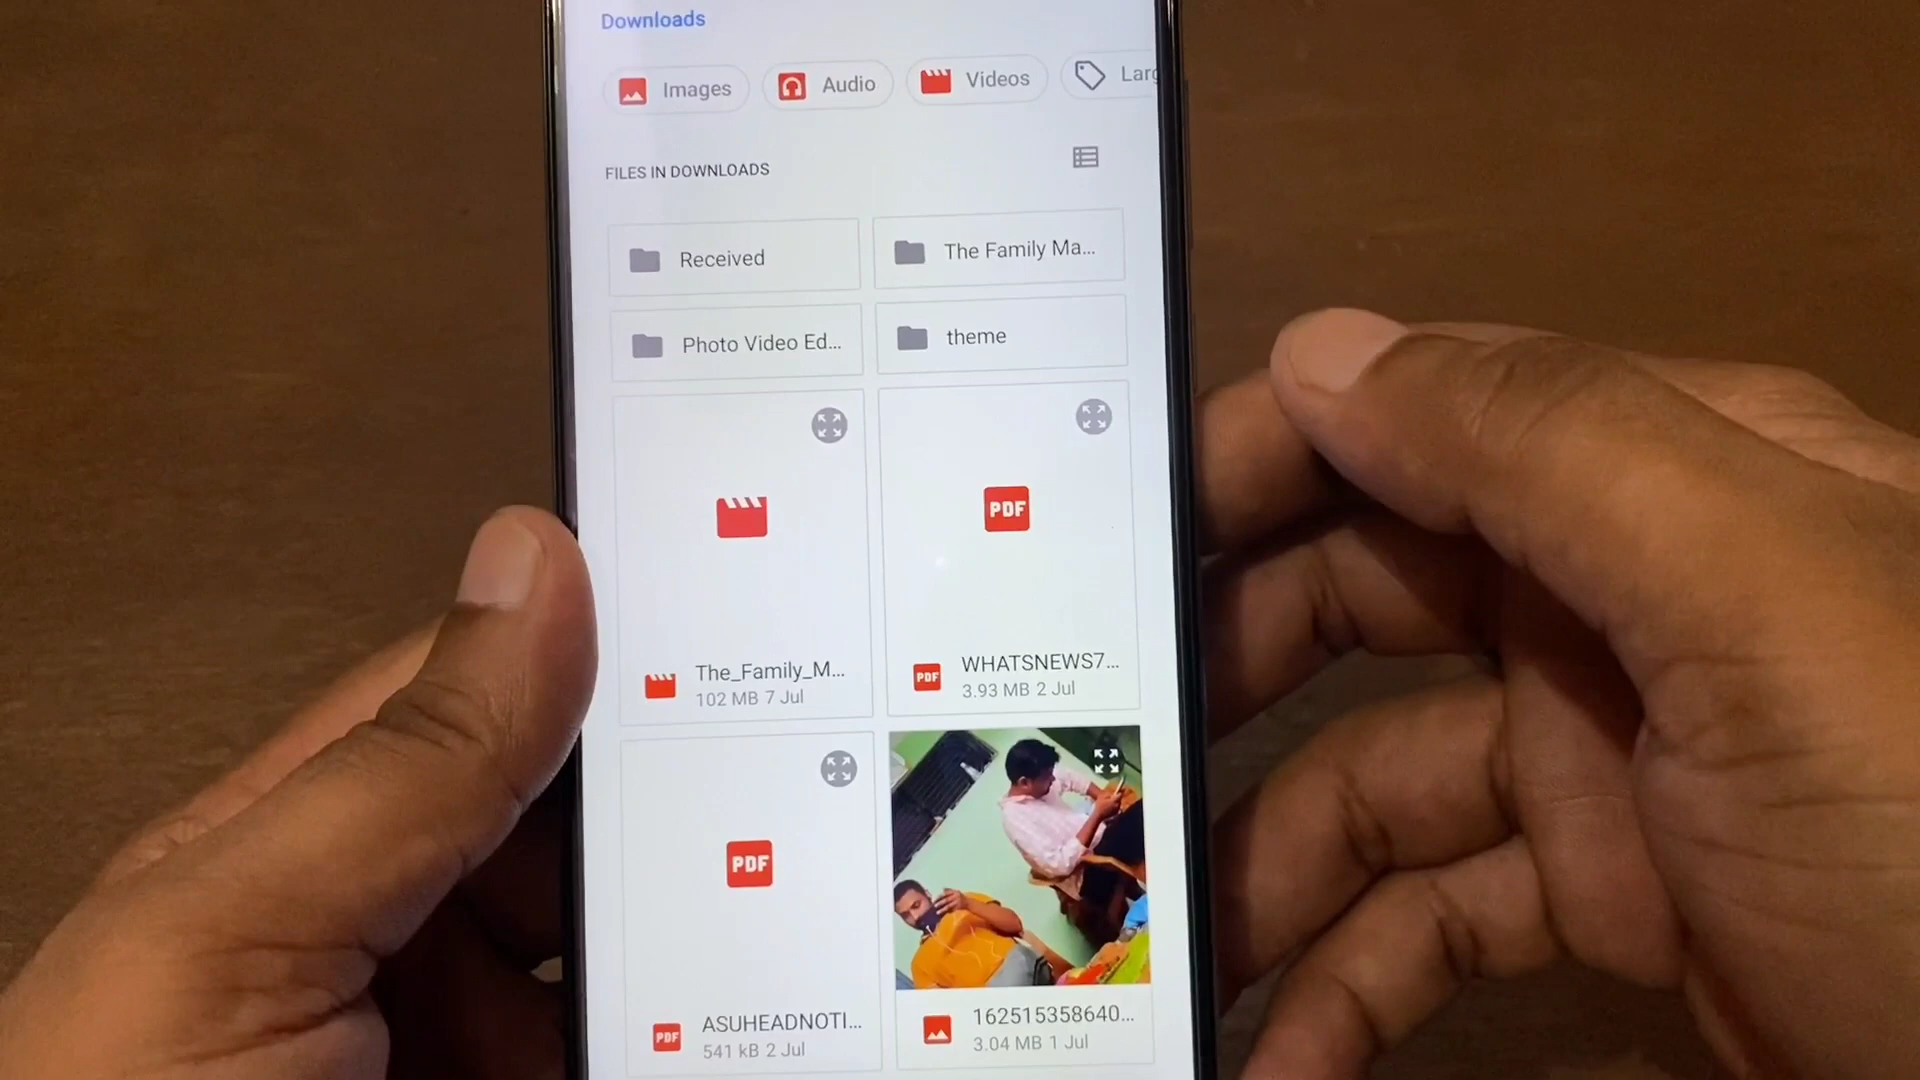 Downloads
Images
Audio
Videos
Larg
FILES IN DOWNLOADS
Received
The Family Ma...
Photo Video Ed...
theme
PDF
The_Family_M...
102 MB 7 Jul
PDF
WHATSNEWS7...
3.93 MB 2 Jul
PDF
PDF
ASUHEADNOTI...
541 kB 2 Jul
162515358640...
3.04 MB 1 Jul